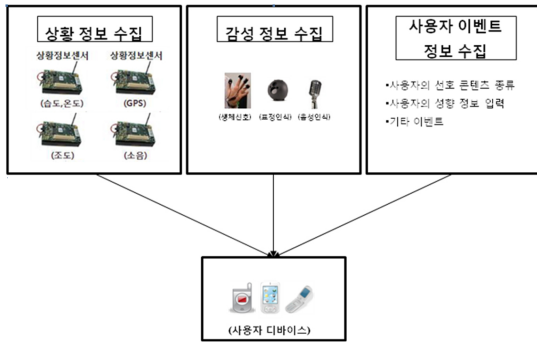 상황 정보 수집
상황정보센서
상황정보센서
(습도,온도)
(GPS)
(조도)
(소음)
감성 정보 수집
(생체신호)
(표정인식)
(음성인식)
사용자 이벤트
정보 수집
•사용자의 선호 콘텐츠 종류
•사용자의 성향 정보 입력
•기타 이벤트
(사용자 디바이스)